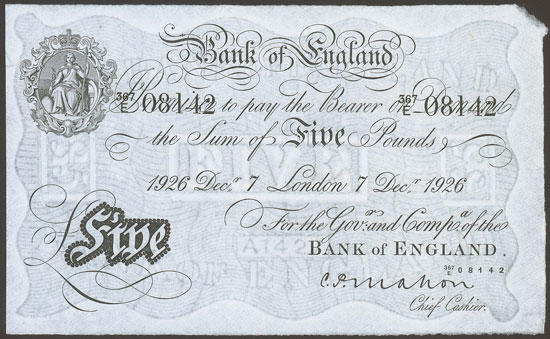 Bank of England
367/E 08142 to pay the Bearer on Demand 367/E 08142
the Sum of Five Pounds
1926 Decr. 7 London 7 Decr. 1926
For the Govr. and Compa. of the
BANK of ENGLAND.
£Five
367/E 08142
C.P. Mahon
Chief Cashier.